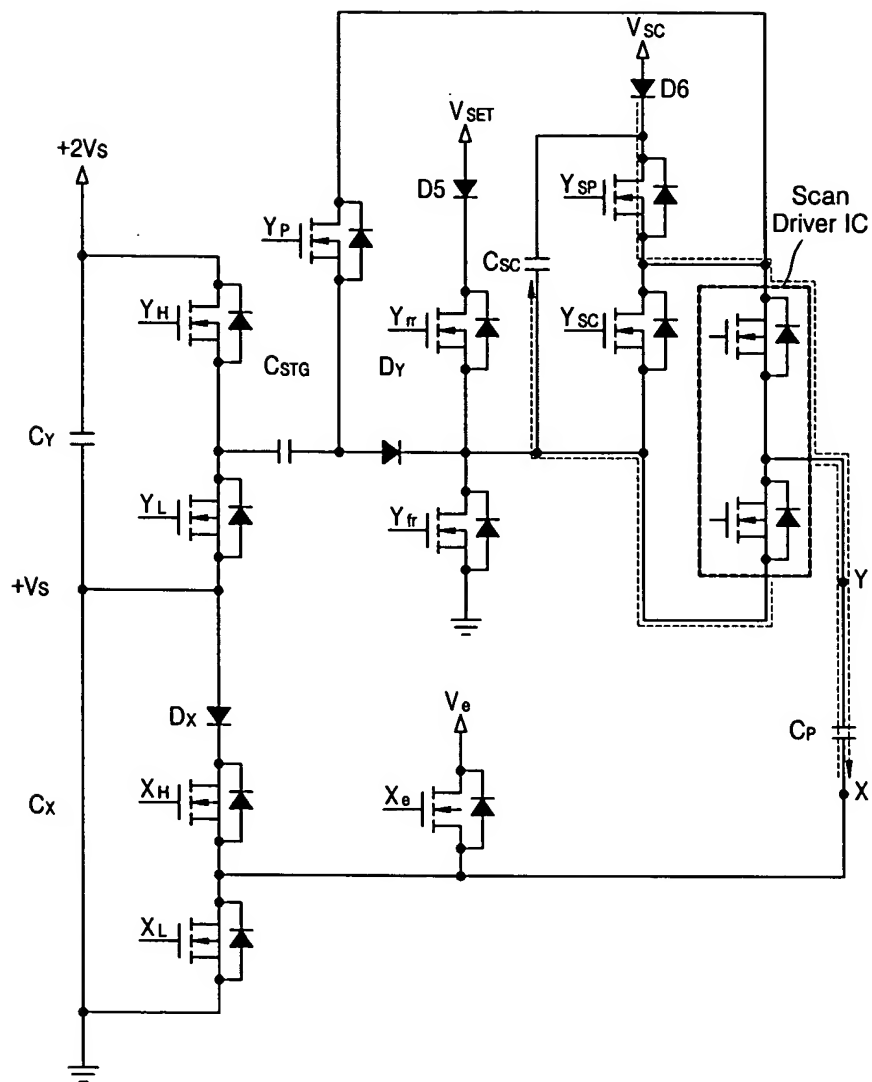 VSC
D6
VSET
+2Vs
D5
YSP
Scan
Driver IC
YP
CSC
YH
Yrr
YSC
CSTG
DY
CY
YL
Yfr
+Vs
Y
DX
Ve
CP
XH
CX
Xe
X
XL